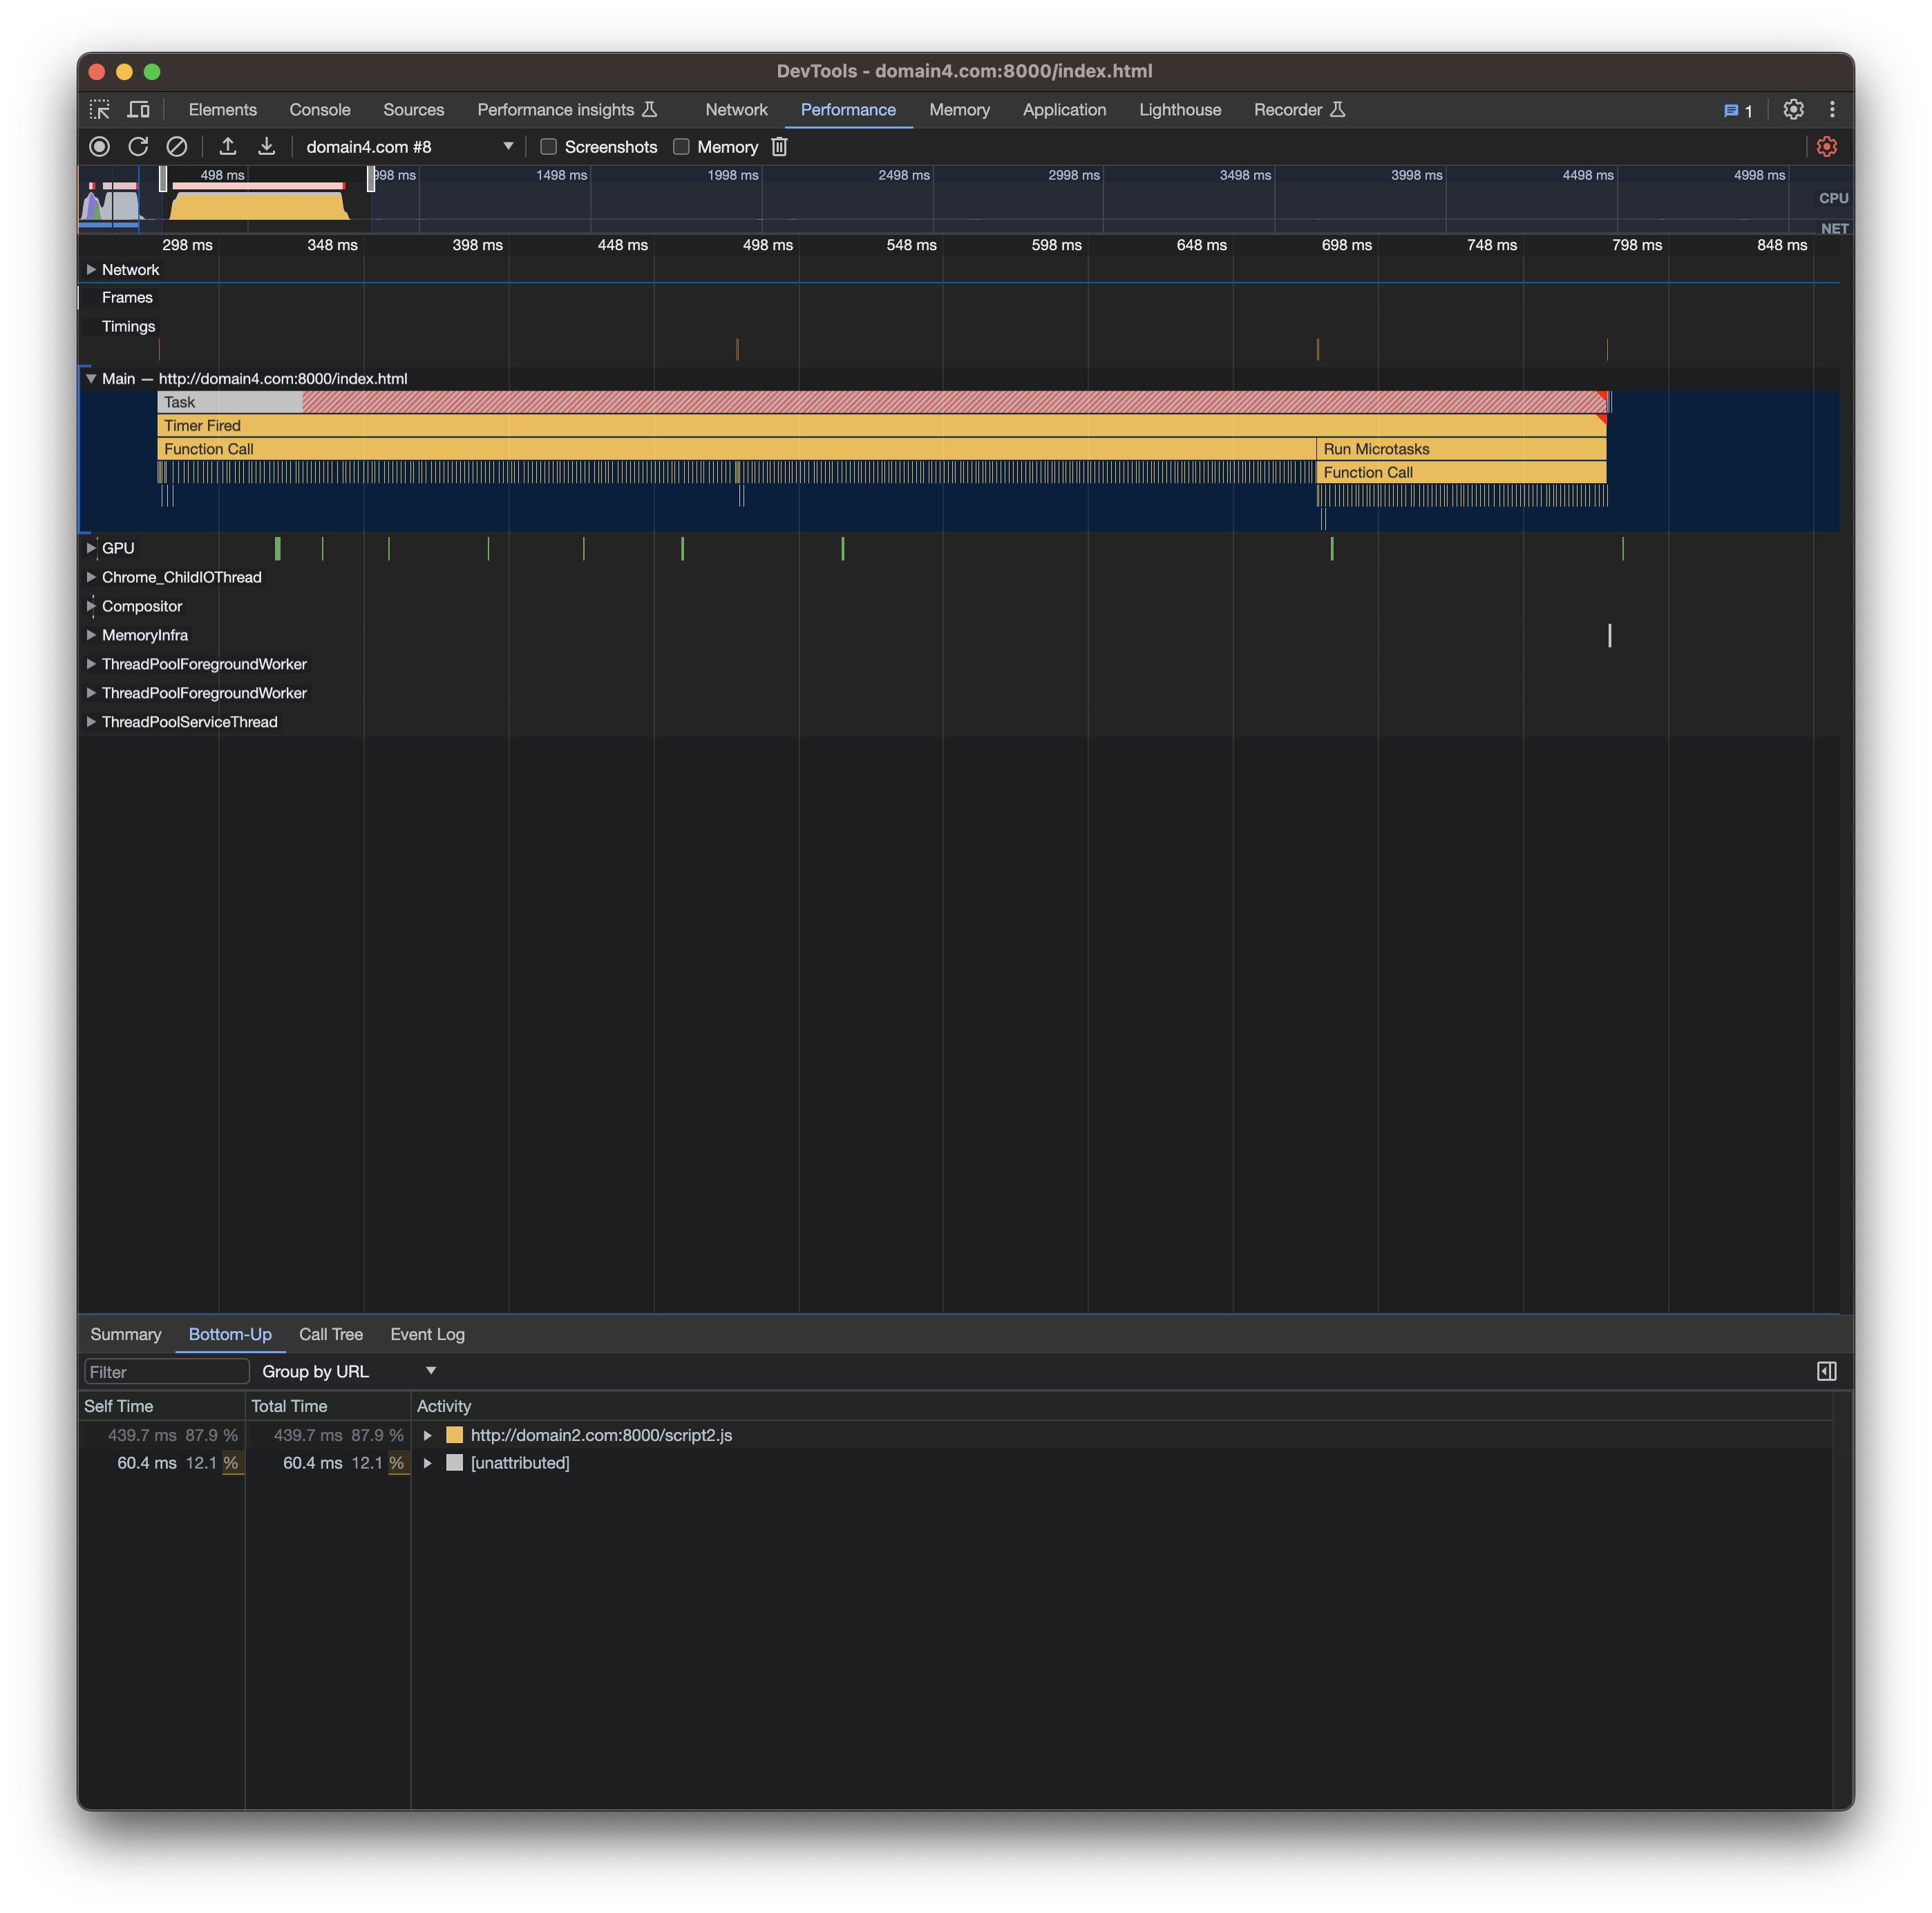 DevTools - domain4.com:8000/index.html
Elements Console Sources Performance insights Network Performance Memory Application Lighthouse Recorder 1
domain4.com #8 Screenshots Memory
498 ms 998 ms 1498 ms 1998 ms 2498 ms 2998 ms 3498 ms 3998 ms 4498 ms 4998 ms
CPU
NET
298 ms 348 ms 398 ms 448 ms 498 ms 548 ms 598 ms 648 ms 698 ms 748 ms 798 ms 848 ms
Network
Frames
Timings
Main — http://domain4.com:8000/index.html
Task
Timer Fired
Function Call Run Microtasks
Function Call
GPU
Chrome_ChildIOThread
Compositor
MemoryInfra
ThreadPoolForegroundWorker
ThreadPoolForegroundWorker
ThreadPoolServiceThread
Summary Bottom-Up Call Tree Event Log
Filter Group by URL
Self Time Total Time Activity
439.7 ms 87.9 % 439.7 ms 87.9 % http://domain2.com:8000/script2.js
60.4 ms 12.1 % 60.4 ms 12.1 % [unattributed]